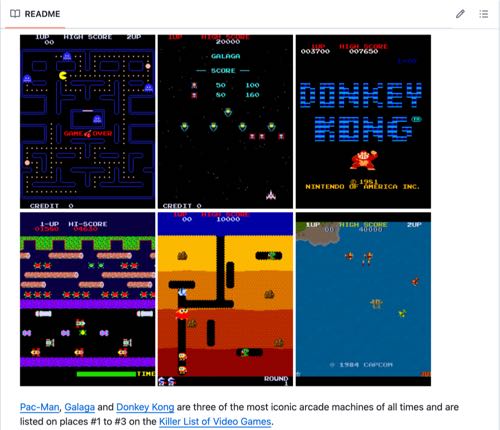 README
1UP HIGH SCORE 2UP
00
GAME OVER
CREDIT 0
1UP HIGH SCORE
20000
GALAGA
— SCORE —
50 100
80 160
CREDIT 0
1UP HIGH SCORE
003700 007650
DONKEY
KONG
© 1981
NINTENDO OF AMERICA INC.
1-UP HI-SCORE
01560 04630
TIME
1UP HIGH SCORE
00 10000
ROUND
1
1UP HIGH SCORE 2UP
00 40000
© 1984 CAPCOM
Pac-Man, Galaga and Donkey Kong are three of the most iconic arcade machines of all times and are
listed on places #1 to #3 on the Killer List of Video Games.